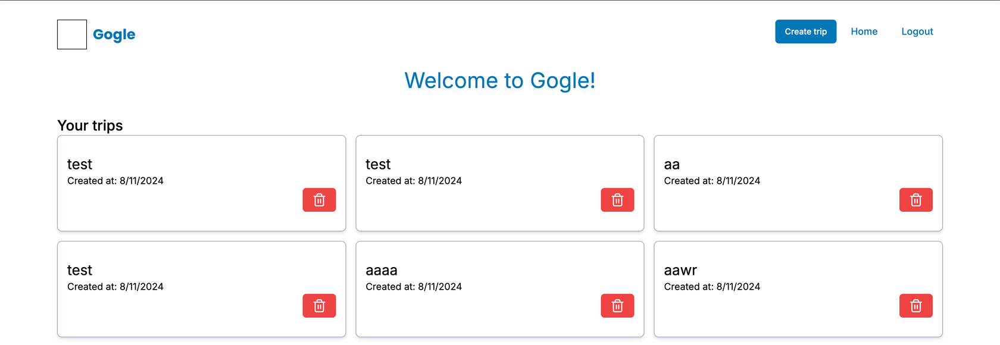 Gogle
Create trip
Home
Logout
Welcome to Gogle!
Your trips
test
Created at: 8/11/2024
test
Created at: 8/11/2024
aa
Created at: 8/11/2024
test
Created at: 8/11/2024
aaaa
Created at: 8/11/2024
aawr
Created at: 8/11/2024